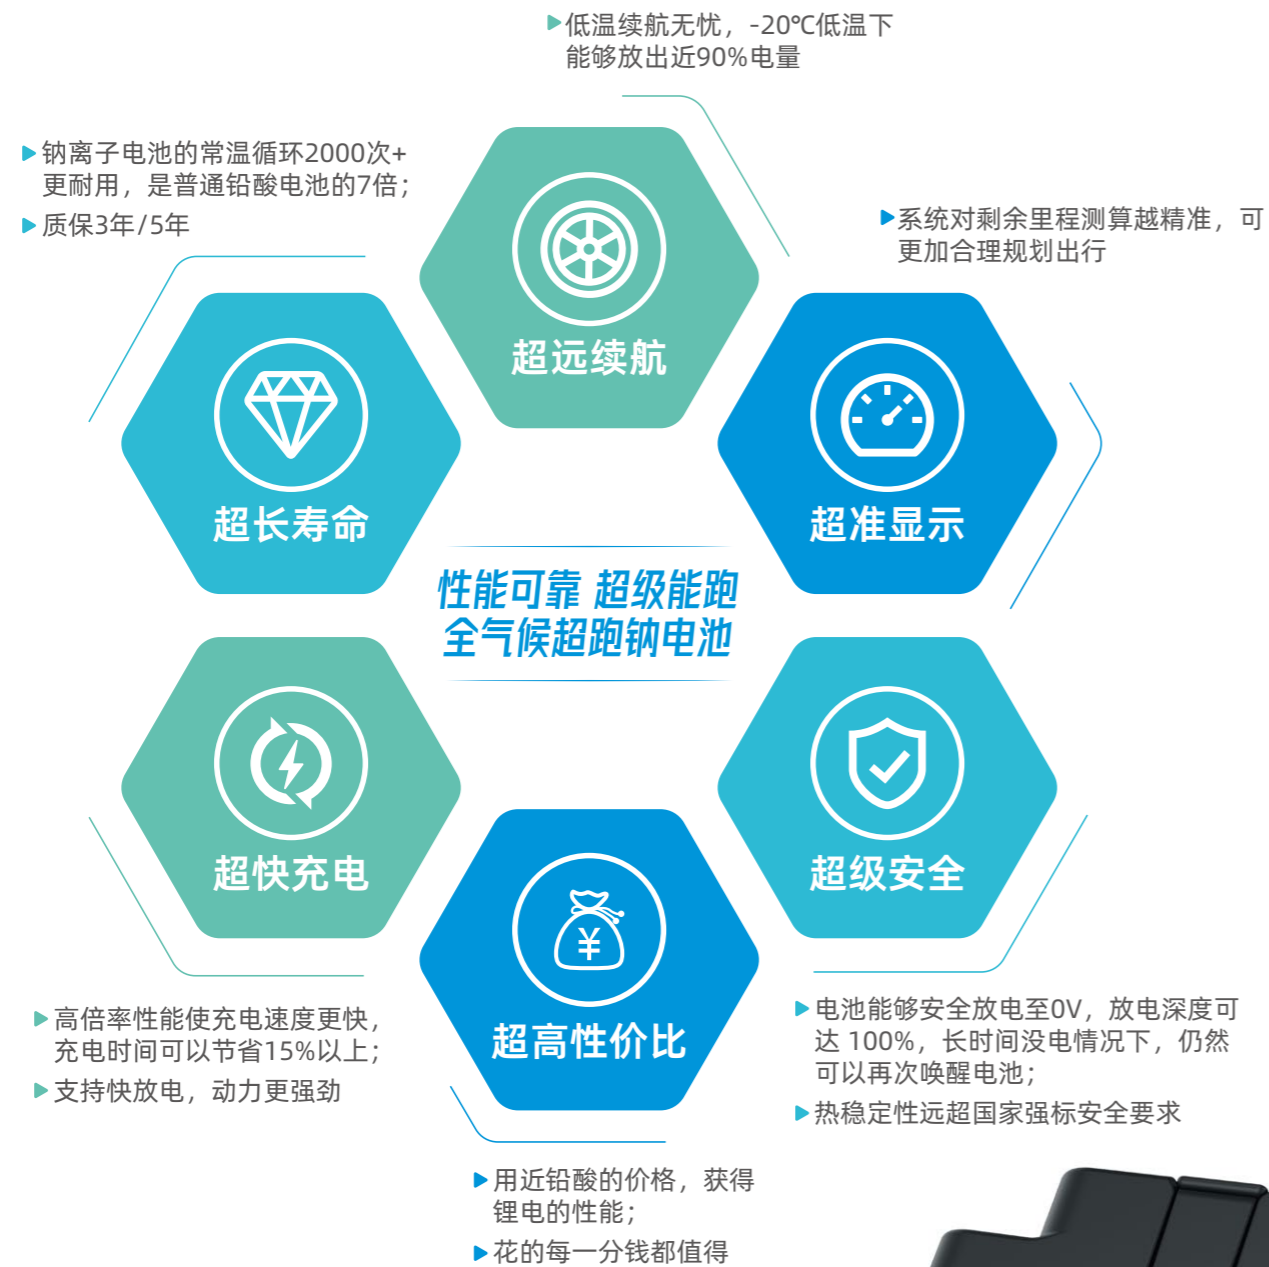 低温续航无忧，-20℃低温下
能够放出近90%电量
钠离子电池的常温循环2000次+
更耐用，是普通铅酸电池的7倍；
质保3年/5年
系统对剩余里程测算越精准，可
更加合理规划出行
超远续航
超长寿命
超准显示
性能可靠 超级能跑
全气候超跑钠电池
超快充电
超级安全
¥
超高性价比
高倍率性能使充电速度更快，
充电时间可以节省15%以上；
支持快放电，动力更强劲
电池能够安全放电至0V，放电深度可
达 100%，长时间没电情况下，仍然
可以再次唤醒电池；
热稳定性远超国家强标安全要求
用近铅酸的价格，获得
锂电的性能；
花的每一分钱都值得